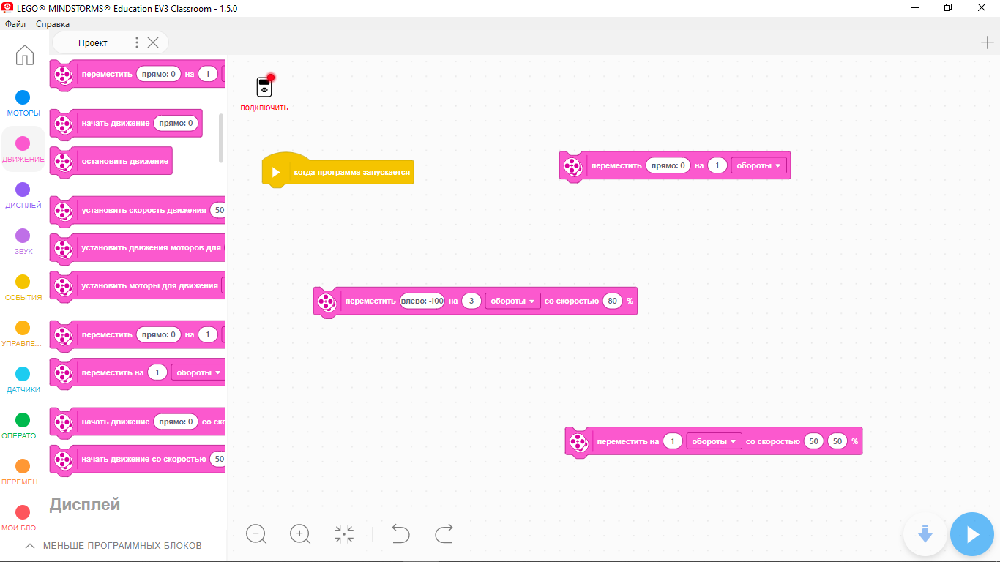 LEGO® MINDSTORMS® Education EV3 Classroom - 1.5.0
Файл Справка
Проект
МОТОРЫ
ДВИЖЕНИЕ
ДИСПЛЕЙ
ЗВУК
СОБЫТИЯ
УПРАВЛЕ...
ДАТЧИКИ
ОПЕРАТО...
ПЕРЕМЕН...
МОИ БЛО
переместить прямо: 0 на 1
начать движение прямо: 0
остановить движение
установить скорость движения 50
установить движения моторов для
установить моторы для движения
переместить прямо: 0 на 1
переместить на 1 обороты
начать движение прямо: 0 со ско
начать движение со скоростью 50
Дисплей
МЕНЬШЕ ПРОГРАММНЫХ БЛОКОВ
ПОДКЛЮЧИТЬ
когда программа запускается
переместить прямо: 0 на 1 обороты
переместить влево: -100 на 3 обороты со скоростью 80 %
переместить на 1 обороты со скоростью 50 50 %